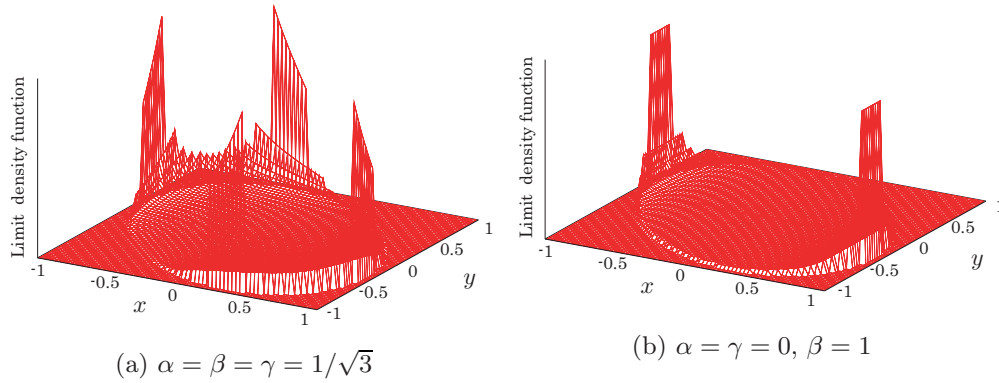 Limit density function
-1
-0.5
0
0.5
1
x
-1
-0.5
0
0.5
1
y
(a) α = β = γ = 1/√3
Limit density function
-1
-0.5
0
0.5
1
x
-1
-0.5
0
0.5
1
y
(b) α = γ = 0, β = 1